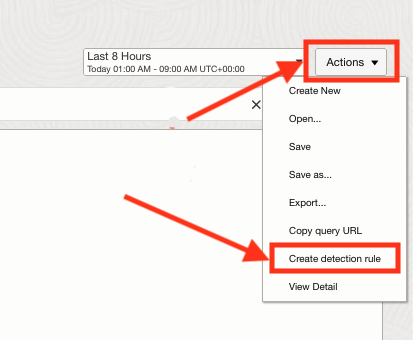 Last 8 Hours
Today 01:00 AM - 09:00 AM UTC+00:00
Actions
Create New
Open...
Save
Save as...
Export...
Copy query URL
Create detection rule
View Detail